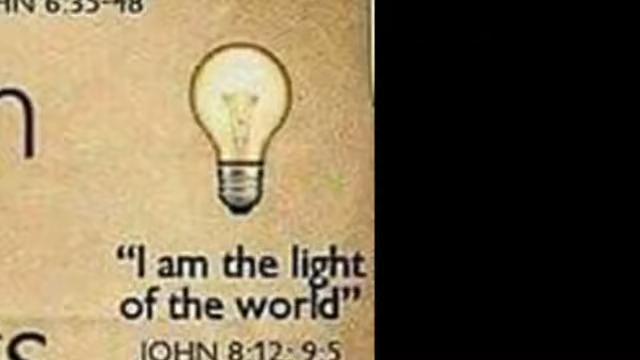 HN 6:35-48
n
"I am the light
of the world"
JOHN 8:12; 9:5